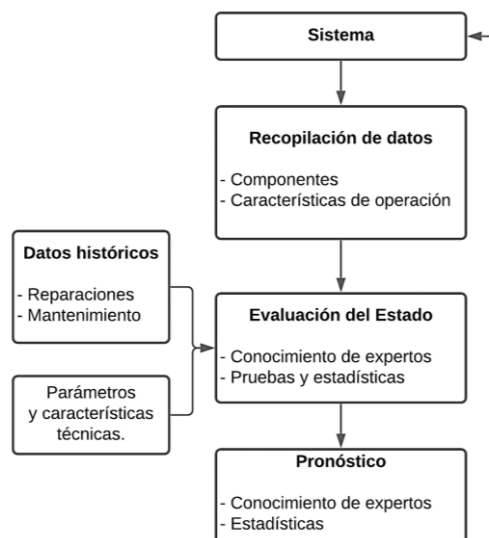 Sistema
Recopilación de datos
- Componentes
- Características de operación
Datos históricos
- Reparaciones
- Mantenimiento
Parámetros
y características
técnicas.
Evaluación del Estado
- Conocimiento de expertos
- Pruebas y estadísticas
Pronóstico
- Conocimiento de expertos
- Estadísticas